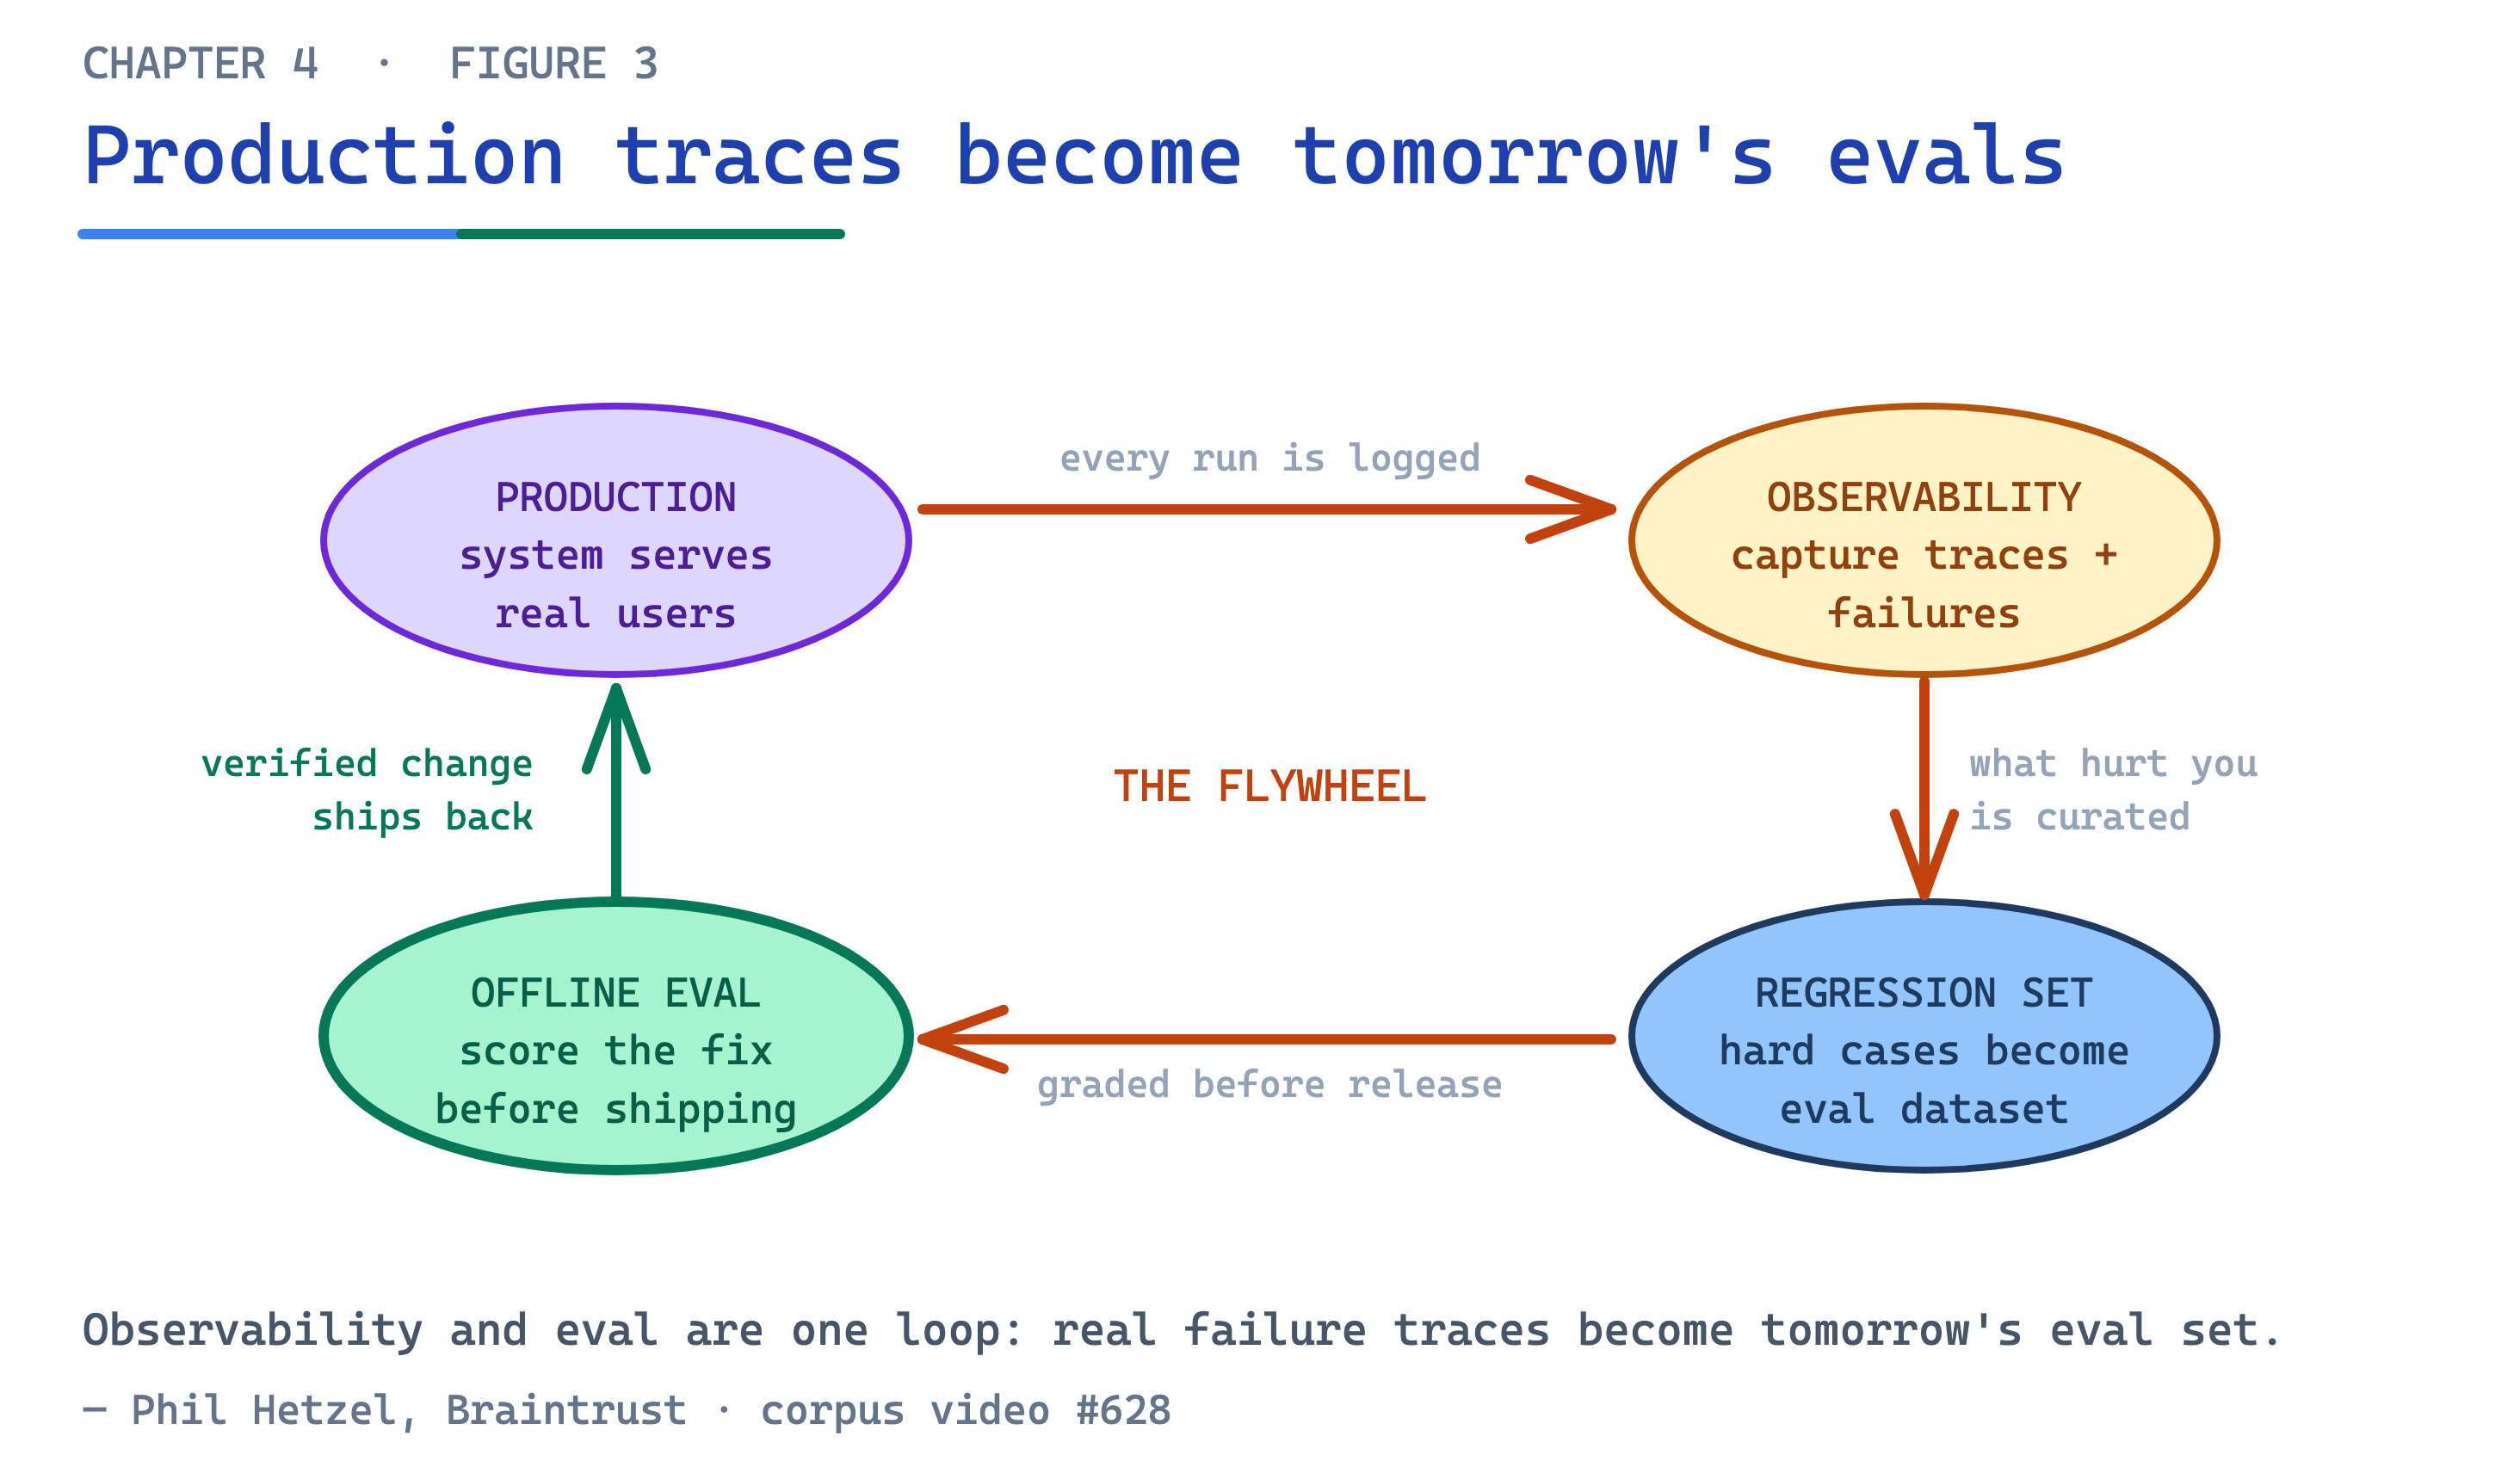 CHAPTER 4 · FIGURE 3
Production traces become tomorrow's evals
PRODUCTION
system serves
real users
every run is logged
OBSERVABILITY
capture traces +
failures
verified change
ships back
THE FLYWHEEL
what hurt you
is curated
OFFLINE EVAL
score the fix
before shipping
graded before release
REGRESSION SET
hard cases become
eval dataset
Observability and eval are one loop: real failure traces become tomorrow's eval set.
— Phil Hetzel, Braintrust · corpus video #628